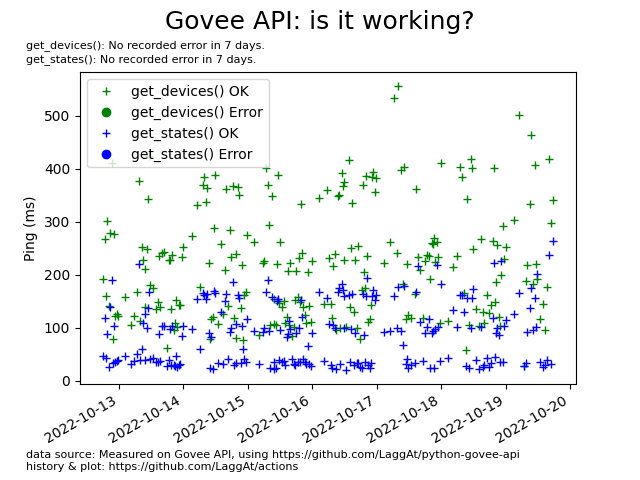 Govee API: is it working?
get_devices(): No recorded error in 7 days.
get_states(): No recorded error in 7 days.
get_devices() OK
get_devices() Error
get_states() OK
get_states() Error
Ping (ms)
500
400
300
200
100
0
2022-10-13
2022-10-14
2022-10-15
2022-10-16
2022-10-17
2022-10-18
2022-10-19
2022-10-20
data source: Measured on Govee API, using https://github.com/LaggAt/python-govee-api
history & plot: https://github.com/LaggAt/actions